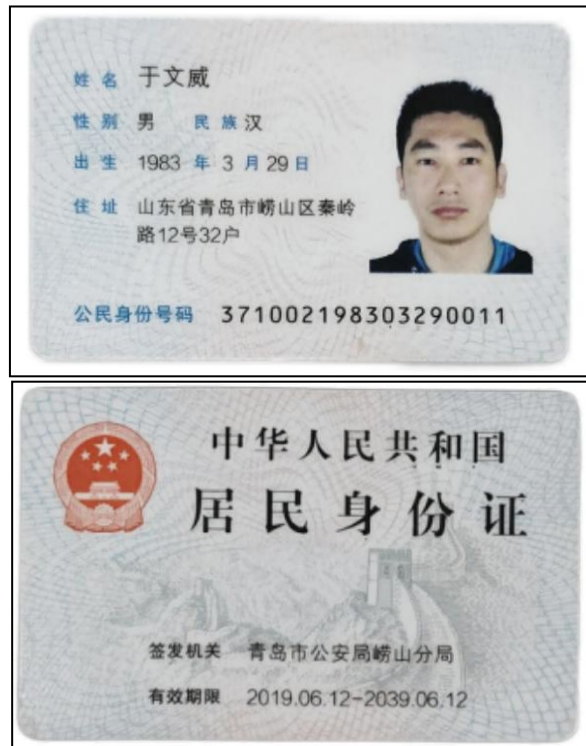 姓名 于文威
性别 男 民族 汉
出生 1983 年 3 月 29 日
住址 山东省青岛市崂山区秦岭
路12号32户
公民身份号码 371002198303290011
中华人民共和国
居民身份证
签发机关 青岛市公安局崂山分局
有效期限 2019.06.12-2039.06.12